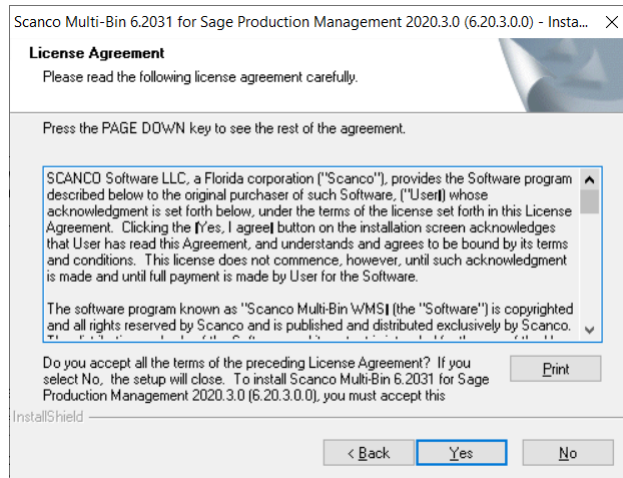 Scanco Multi-Bin 6.2031 for Sage Production Management 2020.3.0 (6.20.3.0.0) - Insta...
License Agreement
Please read the following license agreement carefully.
Press the PAGE DOWN key to see the rest of the agreement.
SCANCO Software LLC, a Florida corporation ("Scanco"), provides the Software program
described below to the original purchaser of such Software, ("User▌) whose
acknowledgment is set forth below, under the terms of the license set forth in this License
Agreement.  Clicking the ▌Yes, I agree▌ button on the installation screen acknowledges
that User has read this Agreement, and understands and agrees to be bound by its terms
and conditions.  This license does not commence, however, until such acknowledgment
is made and until full payment is made by User for the Software.
The software program known as "Scanco Multi-Bin WMS▌ (the "Software") is copyrighted
and all rights reserved by Scanco and is published and distributed exclusively by Scanco.
Do you accept all the terms of the preceding License Agreement?  If you
select No,  the setup will close.  To install Scanco Multi-Bin 6.2031 for Sage
Production Management 2020.3.0 (6.20.3.0.0), you must accept this
Print
InstallShield
< Back
Yes
No